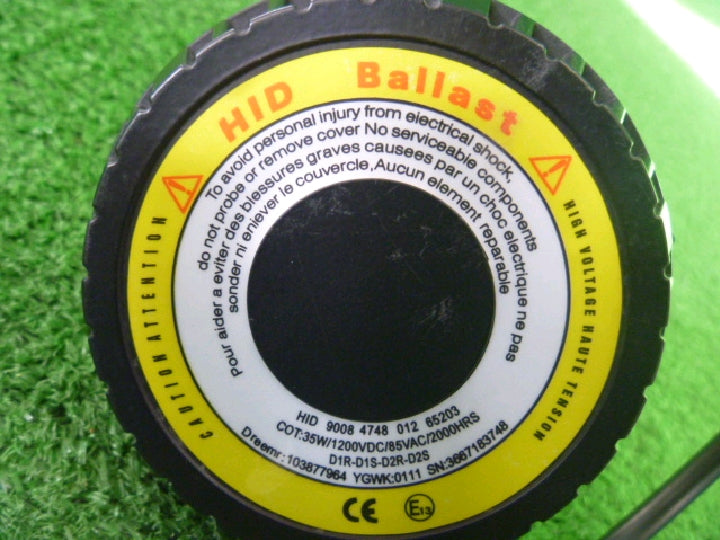 HID Ballast
To avoid personal injury from electrical shock,
do not probe or remove cover No serviceable components
Pour aider a eviter des blessures graves causees par un choc electrique ne pas
sonder ni enlever le couvercle,Aucun element reparable
CAUTION ATTENTION
HIGH VOLTAGE HAUTE TENSION
HID 9008 4748 012 65203
COT:35W/1200VDC/85VAC/2000HRS
D1R-D1S-D2R-D2S
Dreemr:103877964 YGWK:0111 SN:3667183748
CE E13